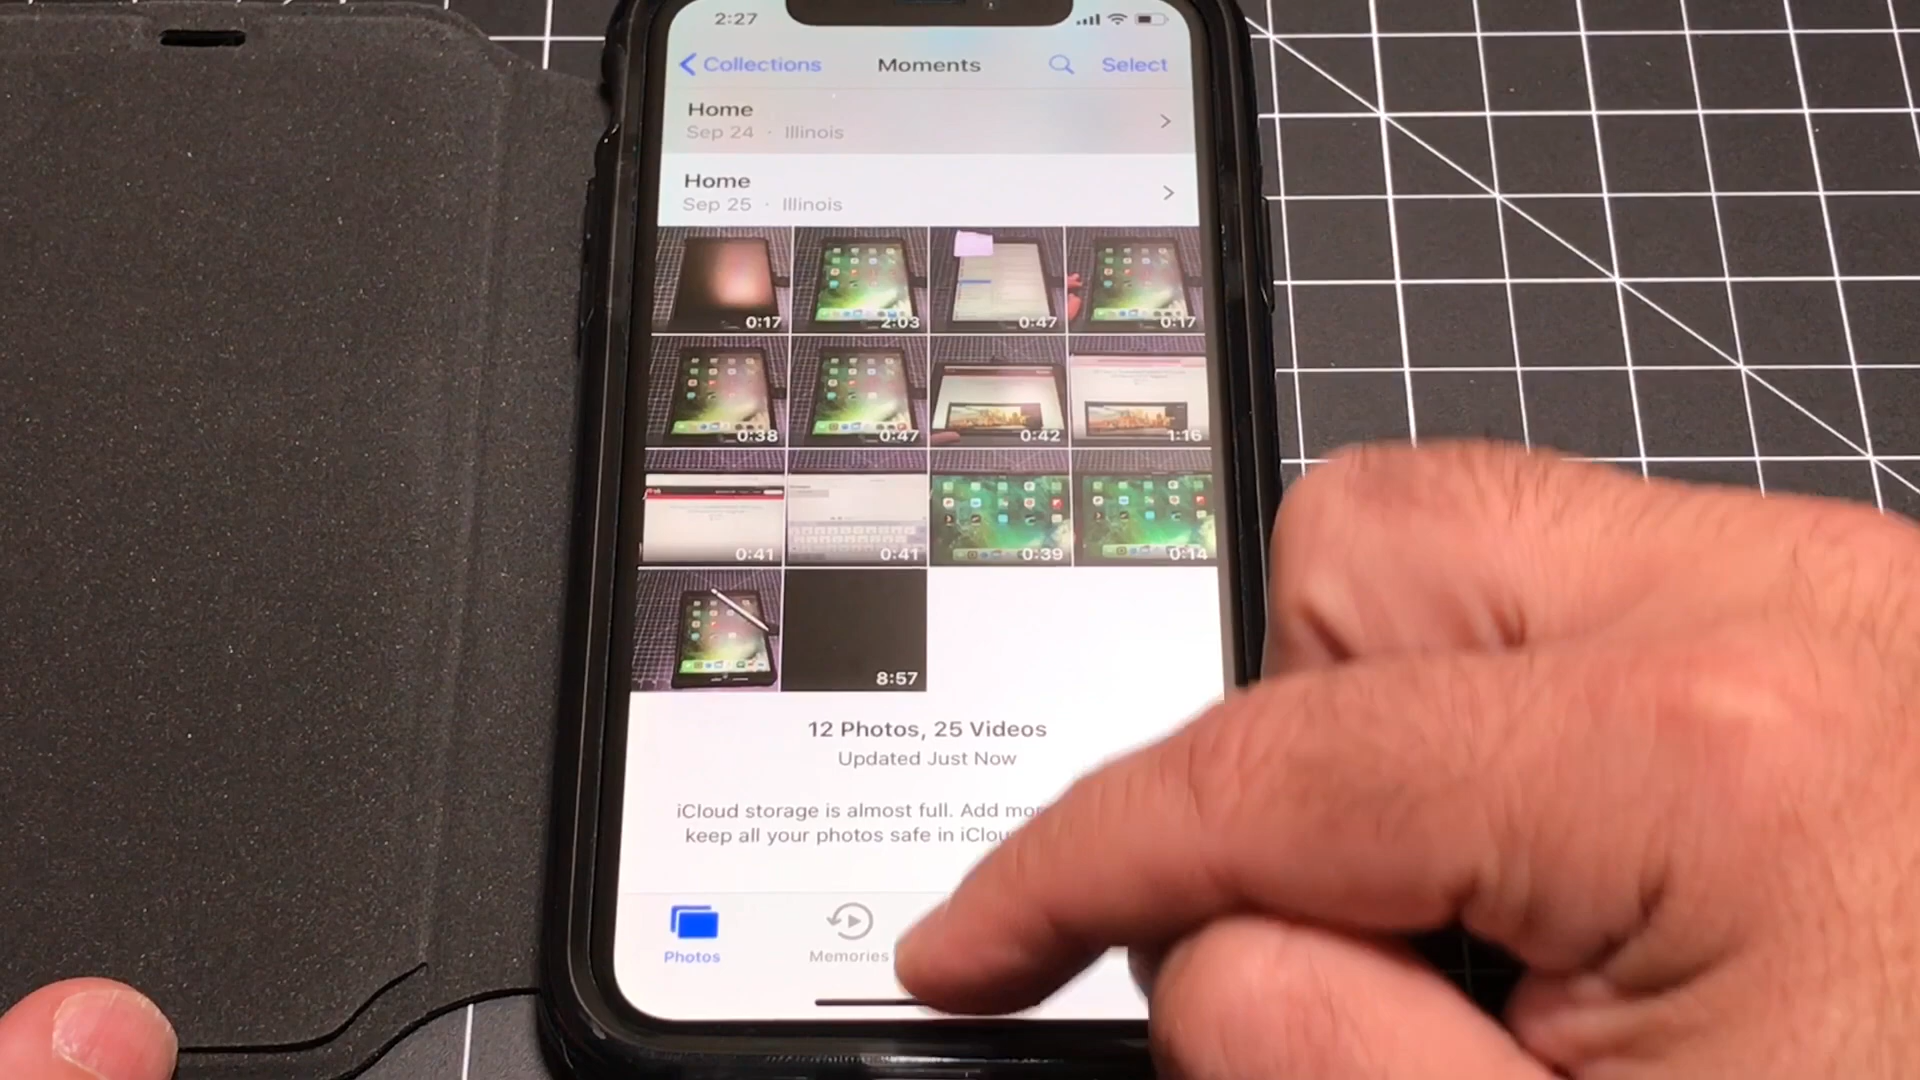 2:27
Collections Moments Select
Home
Sep 24 · Illinois
Home
Sep 25 · Illinois
0:17 2:03 0:47 0:17
0:38 0:47 0:42 1:16
0:41 0:41 0:39 0:14
8:57
12 Photos, 25 Videos
Updated Just Now
iCloud storage is almost full. Add
keep all your photos safe in
Photos Memories